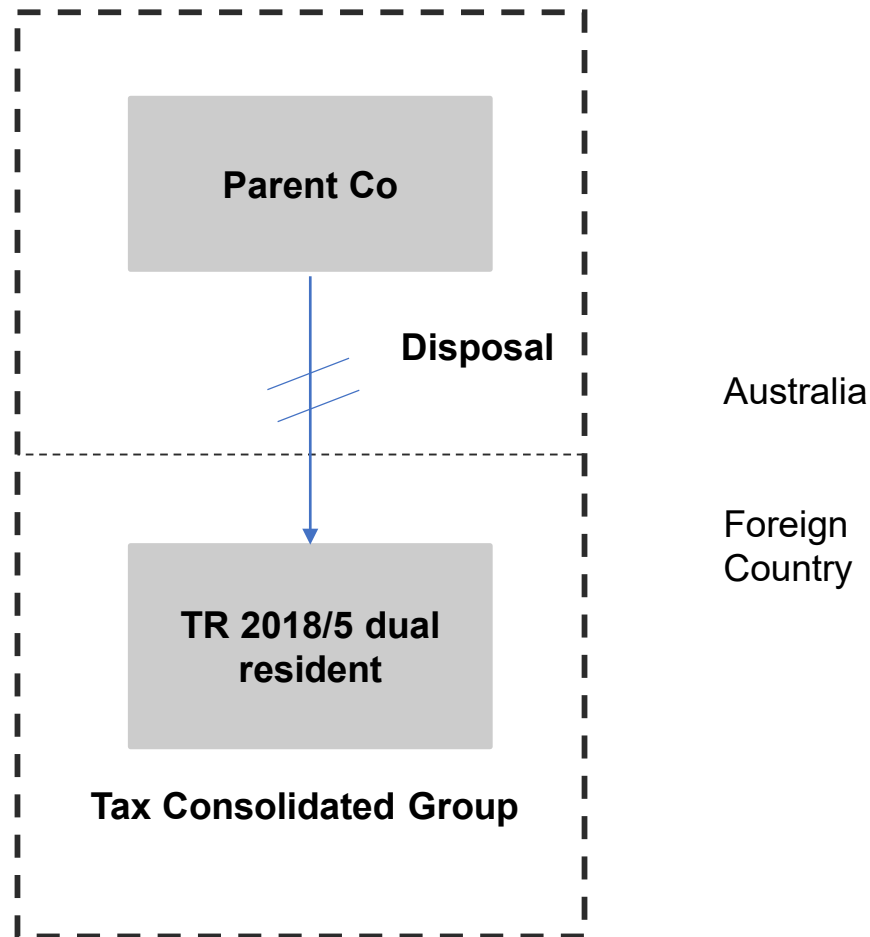 Parent Co
Disposal
Australia
Foreign
Country
TR 2018/5 dual
resident
Tax Consolidated Group